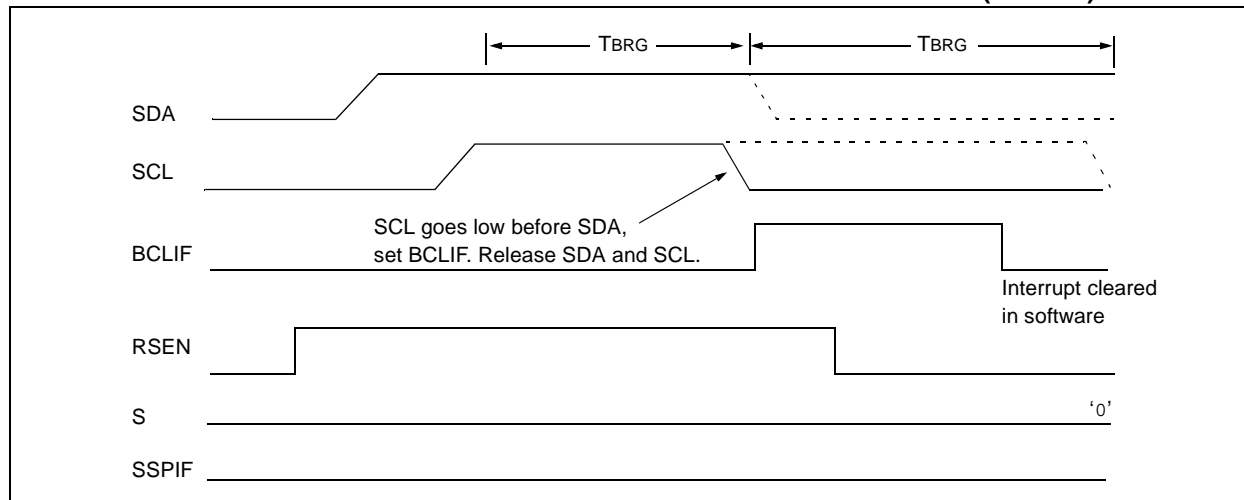 TBRG
TBRG
SDA
SCL
SCL goes low before SDA,
set BCLIF. Release SDA and SCL.
BCLIF
Interrupt cleared
in software
RSEN
S
‘0’
SSPIF